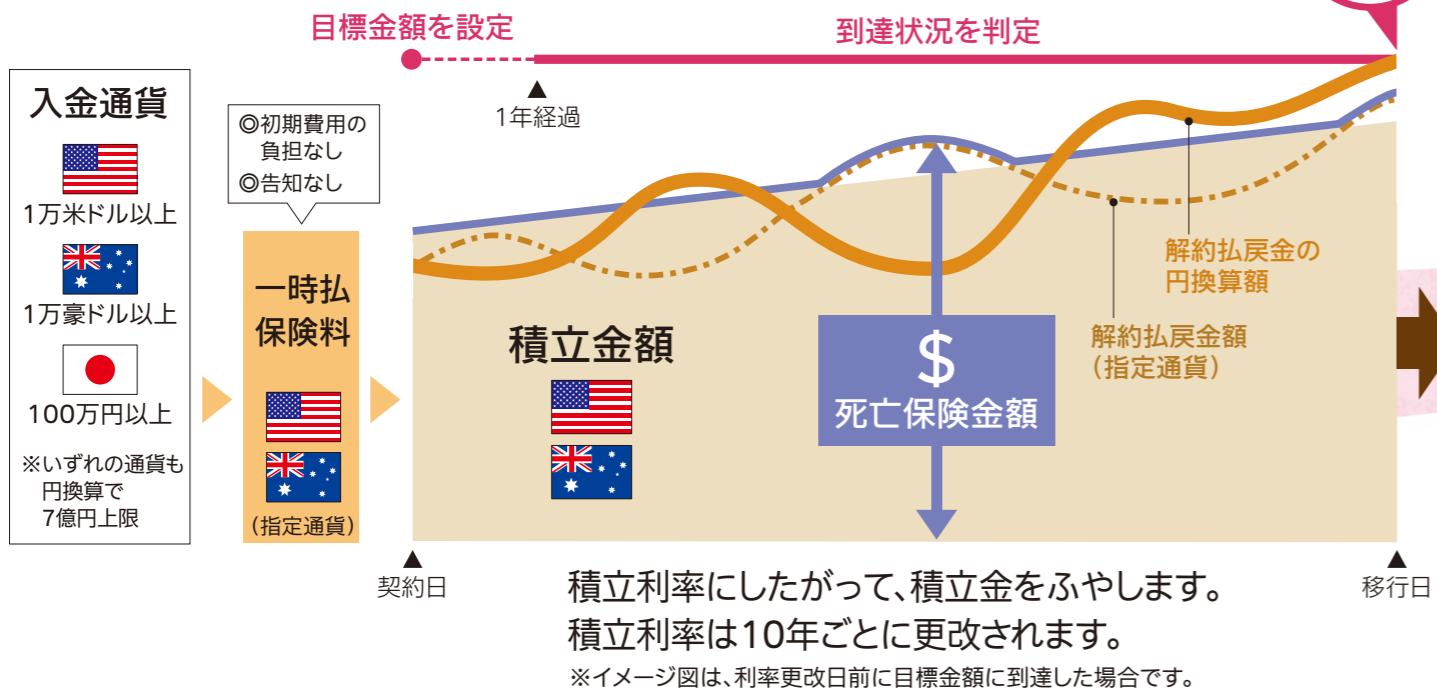 目標金額を設定
到達状況を判定
入金通貨
1万米ドル以上
1万豪ドル以上
100万円以上
※いずれの通貨も
円換算で
7億円上限
◎初期費用の
負担なし
◎告知なし
一時払
保険料
(指定通貨)
▲
1年経過
積立金額
$
死亡保険金額
解約払戻金の
円換算額
解約払戻金額
(指定通貨)
▲
契約日
▲
移行日
積立利率にしたがって、積立金をふやします。
積立利率は10年ごとに更改されます。
※イメージ図は、利率更改日前に目標金額に到達した場合です。